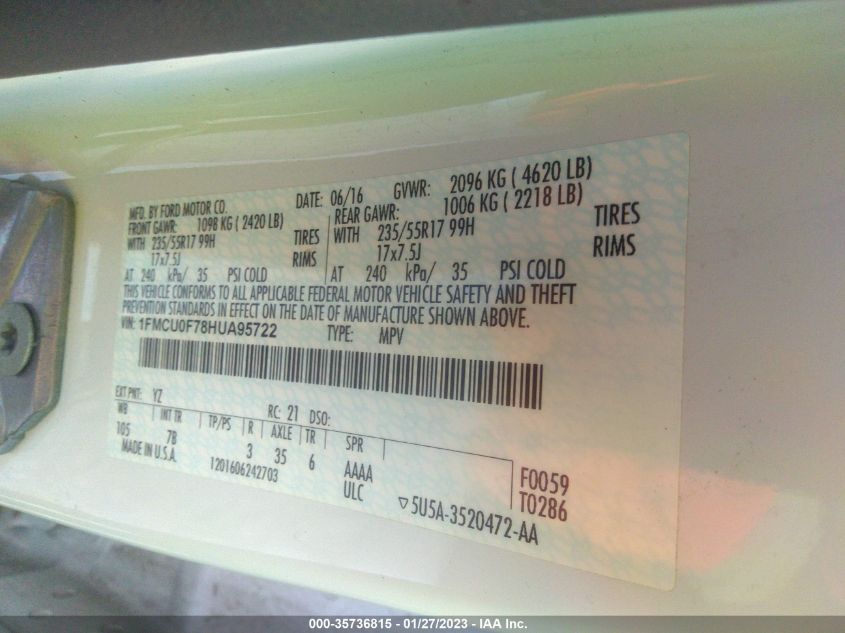 MFD. BY FORD MOTOR CO.
DATE: 06/16 GVWR: 2096 KG ( 4620 LB)
FRONT GAWR: 1098 KG ( 2420 LB)
REAR GAWR: 1006 KG ( 2218 LB)
WITH 235/55R17 99H TIRES
WITH 235/55R17 99H TIRES
17x7.5J RIMS
17x7.5J RIMS
AT 240 kPa/ 35 PSI COLD
AT 240 kPa/ 35 PSI COLD
THIS VEHICLE CONFORMS TO ALL APPLICABLE FEDERAL MOTOR VEHICLE SAFETY AND THEFT
PREVENTION STANDARDS IN EFFECT ON THE DATE OF MANUFACTURE SHOWN ABOVE.
VIN: 1FMCU0F78HUA95722
TYPE: MPV
EXT PNT: YZ RC: 21 DSO:
WB INT TR TP/PS R AXLE TR SPR
105 7B 3 35 6 AAAA
MADE IN U.S.A. 1201606242703 ULC
F0059
T0286
▽5U5A-3520472-AA
000-35736815 - 01/27/2023 - IAA Inc.